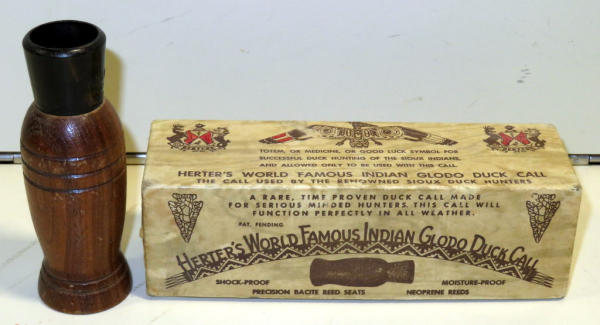 TOTEM, OR MEDICINE, OR GOOD LUCK SYMBOL FOR
SUCCESSFUL DUCK HUNTING OF THE SIOUX INDIANS,
AND ALLOWED ONLY TO BE USED WITH THIS CALL.
HERTER'S WORLD FAMOUS INDIAN GLODO DUCK CALL
THE CALL USED BY THE RENOWNED SIOUX DUCK HUNTERS
A RARE, TIME PROVEN DUCK CALL MADE
FOR SERIOUS MINDED HUNTERS. THIS CALL WILL
FUNCTION PERFECTLY IN ALL WEATHER.
PAT. PENDING
HERTER'S WORLD FAMOUS INDIAN GLODO DUCK CALL
SHOCK-PROOF MOISTURE-PROOF
PRECISION BACITE REED SEATS NEOPRENE REEDS